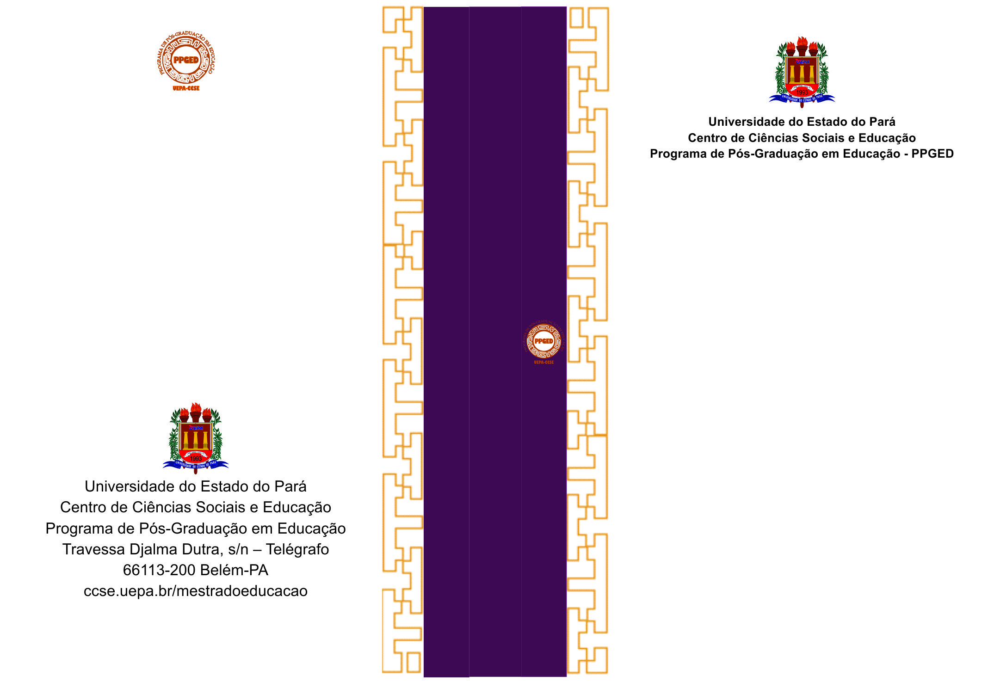 PROGRAMA DE PÓS-GRADUAÇÃO EM EDUCAÇÃO
PPGED
UEPA-CCSE
UEPA
1993
UNIVERSIDADE DO ESTADO DO PARÁ
Universidade do Estado do Pará
Centro de Ciências Sociais e Educação
Programa de Pós-Graduação em Educação
Travessa Djalma Dutra, s/n – Telégrafo
66113-200 Belém-PA
ccse.uepa.br/mestradoeducacao
PROGRAMA DE PÓS-GRADUAÇÃO EM EDUCAÇÃO
PPGED
UEPA-CCSE
UEPA
1993
UNIVERSIDADE DO ESTADO DO PARÁ
Universidade do Estado do Pará
Centro de Ciências Sociais e Educação
Programa de Pós-Graduação em Educação - PPGED